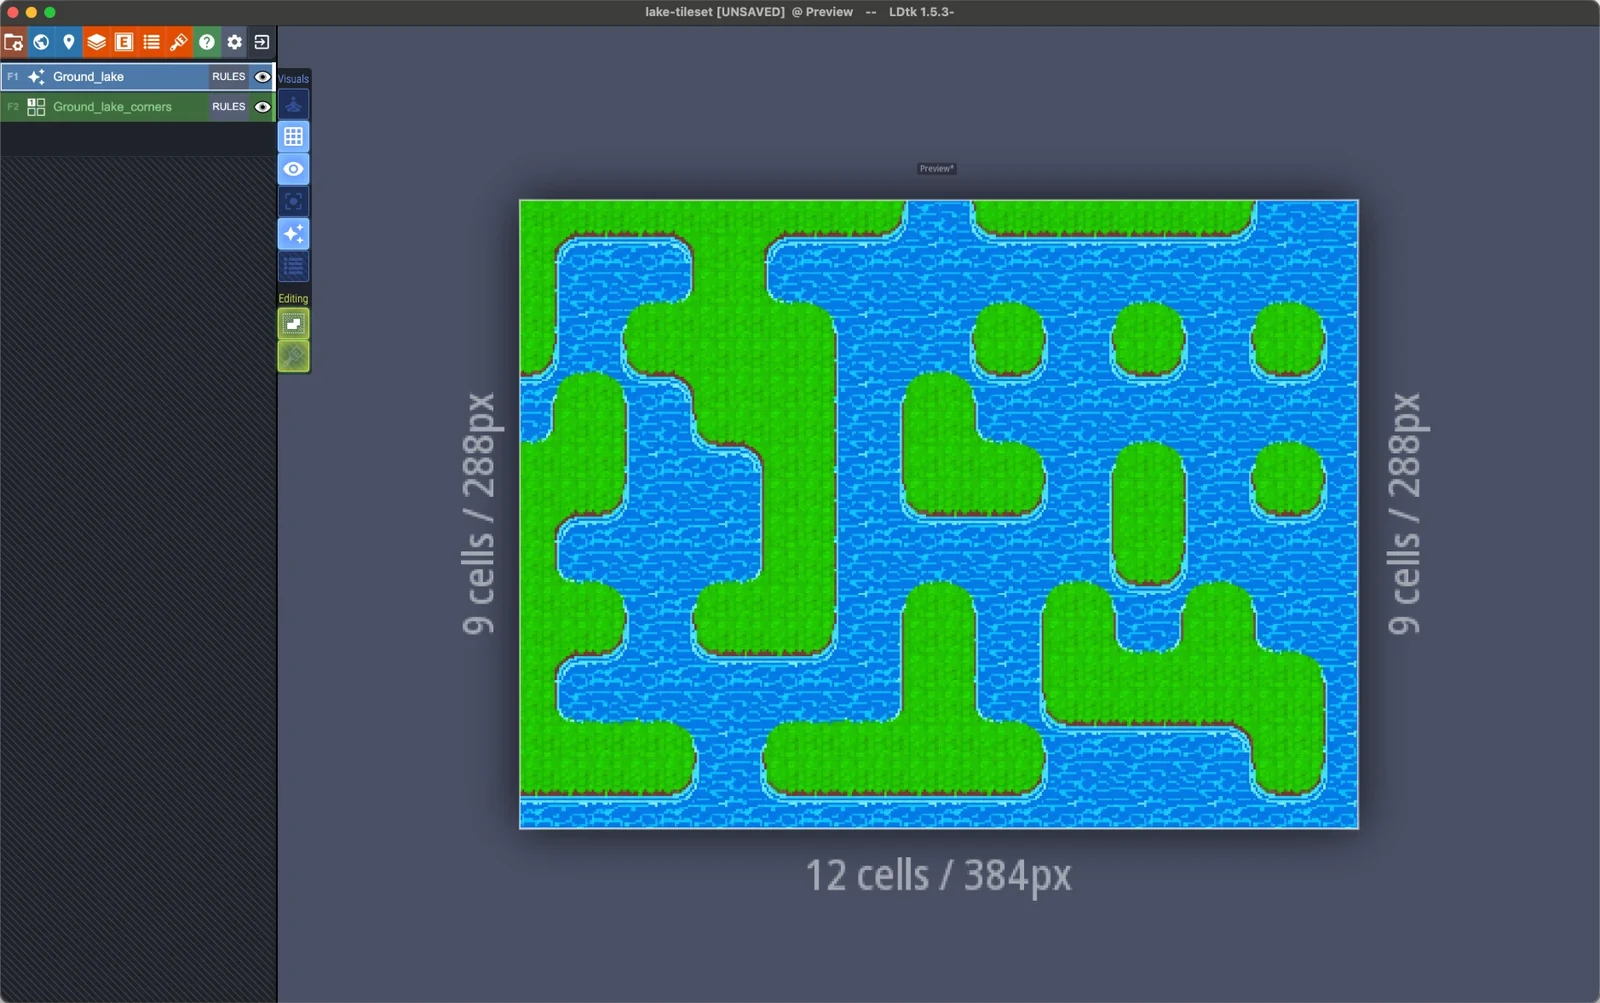 lake-tileset [UNSAVED] @ Preview -- LDtk 1.5.3-
E
?
F1 Ground_lake RULES
F2 1 Ground_lake_corners RULES
Visuals
Editing
Preview*
9 cells / 288px
9 cells / 288px
12 cells / 384px